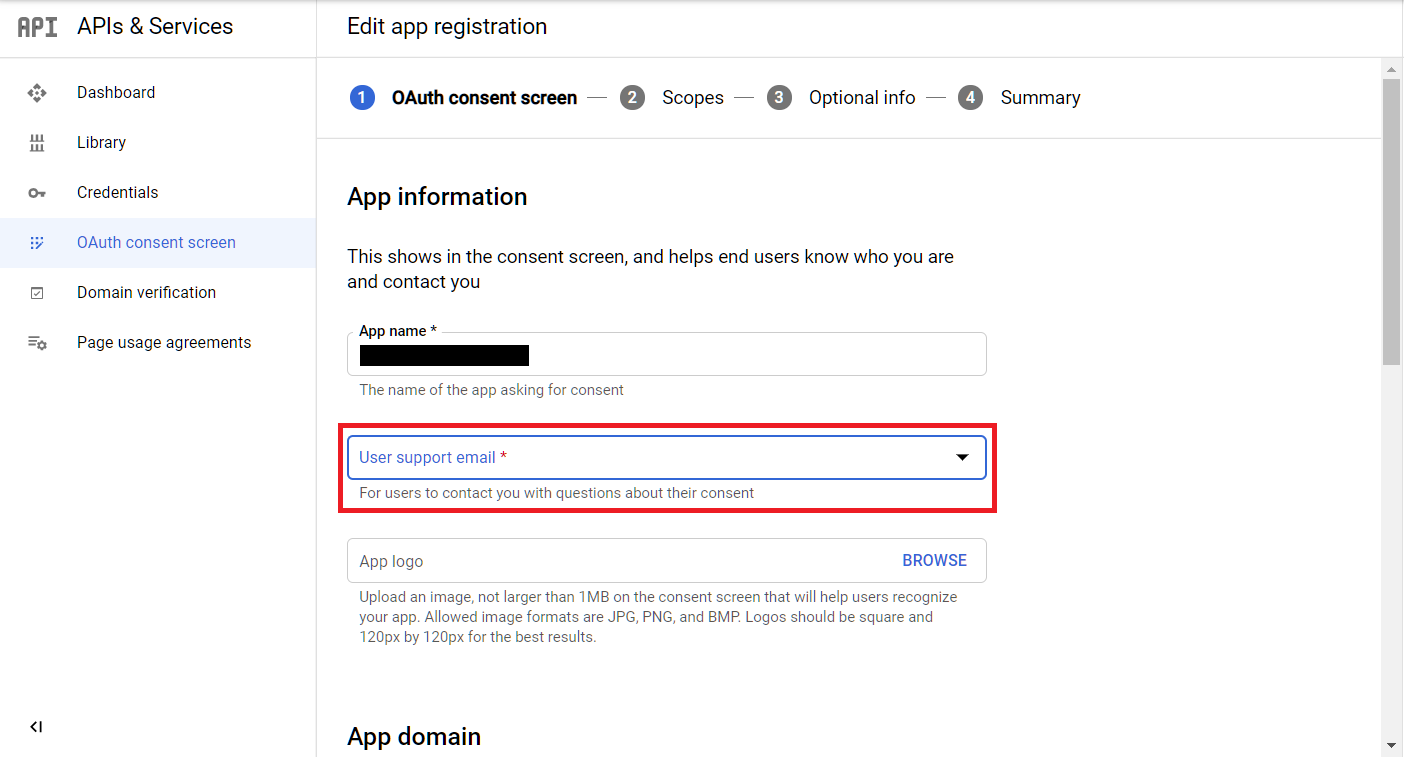 API APIs & Services
Edit app registration
Dashboard
Library
Credentials
OAuth consent screen
Domain verification
Page usage agreements
1 OAuth consent screen — 2 Scopes — 3 Optional info — 4 Summary
App information
This shows in the consent screen, and helps end users know who you are
and contact you
App name *
The name of the app asking for consent
User support email *
For users to contact you with questions about their consent
App logo BROWSE
Upload an image, not larger than 1MB on the consent screen that will help users recognize
your app. Allowed image formats are JPG, PNG, and BMP. Logos should be square and
120px by 120px for the best results.
App domain